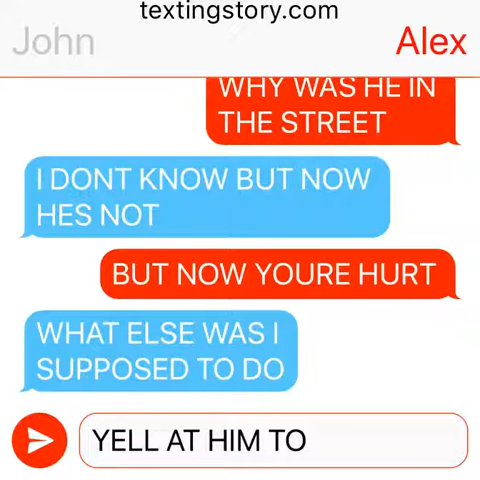 textingstory.com
John
Alex
WHY WAS HE IN
THE STREET
I DONT KNOW BUT NOW
HES NOT
BUT NOW YOURE HURT
WHAT ELSE WAS I
SUPPOSED TO DO
YELL AT HIM TO